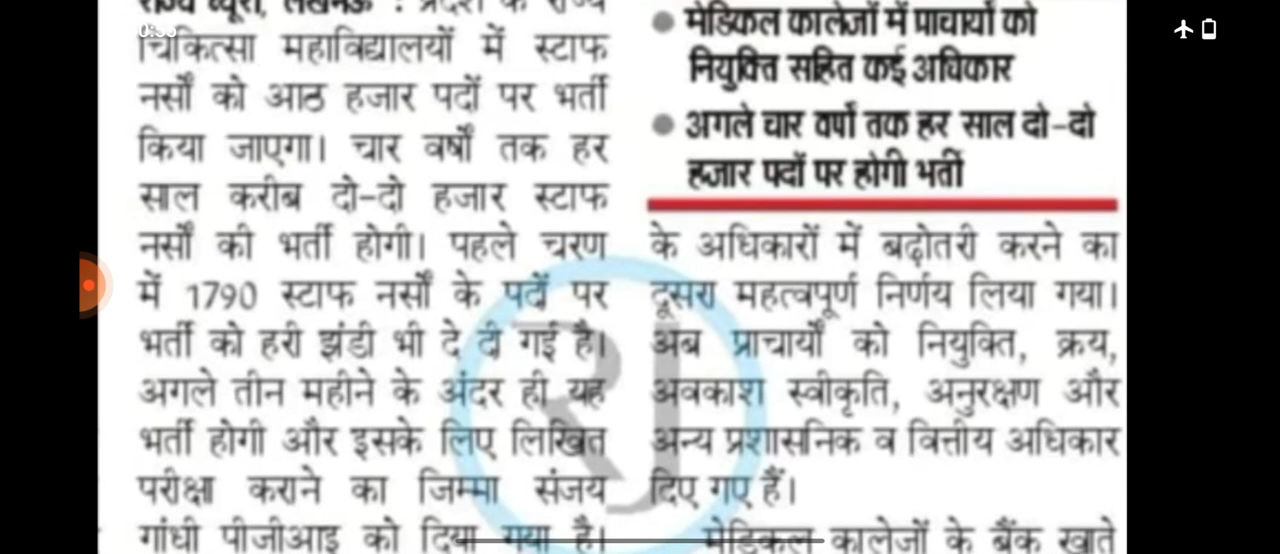 राज्य ब्यूरो, लखनऊ : प्रदेश के राज्य
चिकित्सा महाविद्यालयों में स्टाफ
नर्सों को आठ हजार पदों पर भर्ती
किया जाएगा। चार वर्षों तक हर
साल करीब दो-दो हजार स्टाफ
नर्सों की भर्ती होगी। पहले चरण
में 1790 स्टाफ नर्सों के पदों पर
भर्ती को हरी झंडी भी दे दी गई है।
अगले तीन महीने के अंदर ही यह
भर्ती होगी और इसके लिए लिखित
परीक्षा कराने का जिम्मा संजय
गांधी पीजीआइ को दिया गया है।
मेडिकल कालेजों में प्राचार्यों को
नियुक्ति सहित कई अधिकार
अगले चार वर्षों तक हर साल दो-दो
हजार पदों पर होगी भर्ती
के अधिकारों में बढ़ोतरी करने का
दूसरा महत्वपूर्ण निर्णय लिया गया।
अब प्राचार्यों को नियुक्ति, क्रय,
अवकाश स्वीकृति, अनुरक्षण और
अन्य प्रशासनिक व वित्तीय अधिकार
दिए गए हैं।
मेडिकल कालेजों के बैंक खाते
RJ